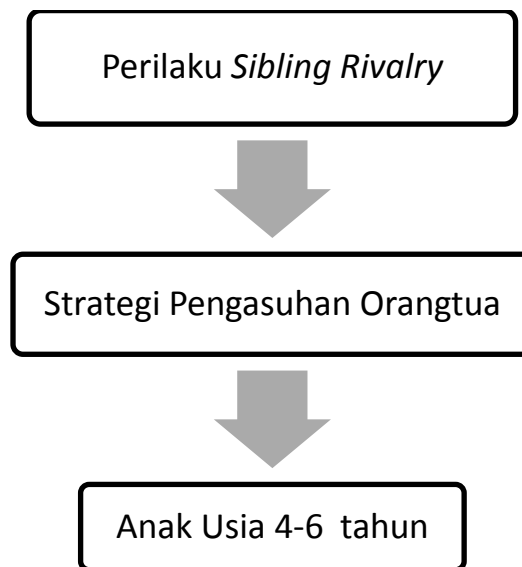 Perilaku Sibling Rivalry
Strategi Pengasuhan Orangtua
Anak Usia 4-6 tahun